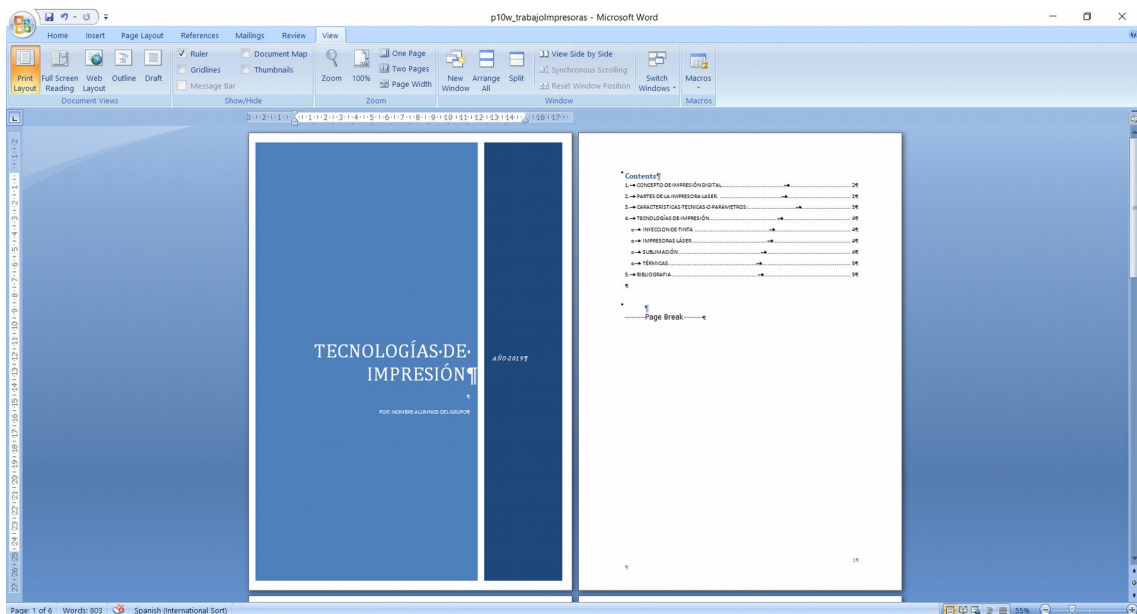 p10w_trabajoImpresoras - Microsoft Word
Home Insert Page Layout References Mailings Review View
Print Layout
Full Screen Reading
Web Layout
Outline
Draft
Document Views
Ruler
Gridlines
Message Bar
Document Map
Thumbnails
Show/Hide
Zoom
100%
One Page
Two Pages
Page Width
Zoom
New Window
Arrange All
Split
View Side by Side
Synchronous Scrolling
Reset Window Position
Switch Windows
Window
Macros
Macros
TECNOLOGÍAS·DE·
IMPRESIÓN¶
¶
POR:·NOMBRE·ALUMNOS·DEL·GRUPO¶
AÑO·2019¶
Contents¶
1.→CONCEPTO·DE·IMPRESIÓN·DIGITAL→2¶
2.→PARTES·DE·LA·IMPRESORA·LASER.→2¶
3.→CARACTERÍSTICAS·TÉCNICAS·O·PARÁMETROS:→3¶
4.→TECNOLOGÍAS·DE·IMPRESIÓN→4¶
o→INYECCION·DE·TINTA→4¶
o→IMPRESORAS·LÁSER→4¶
o→SUBLIMACIÓN→4¶
o→TÉRMICAS→5¶
5.→BIBLIOGRAFIA→5¶
¶
¶
Page Break¶
1¶
¶
Page: 1 of 6 Words: 803 Spanish (International Sort) 55%